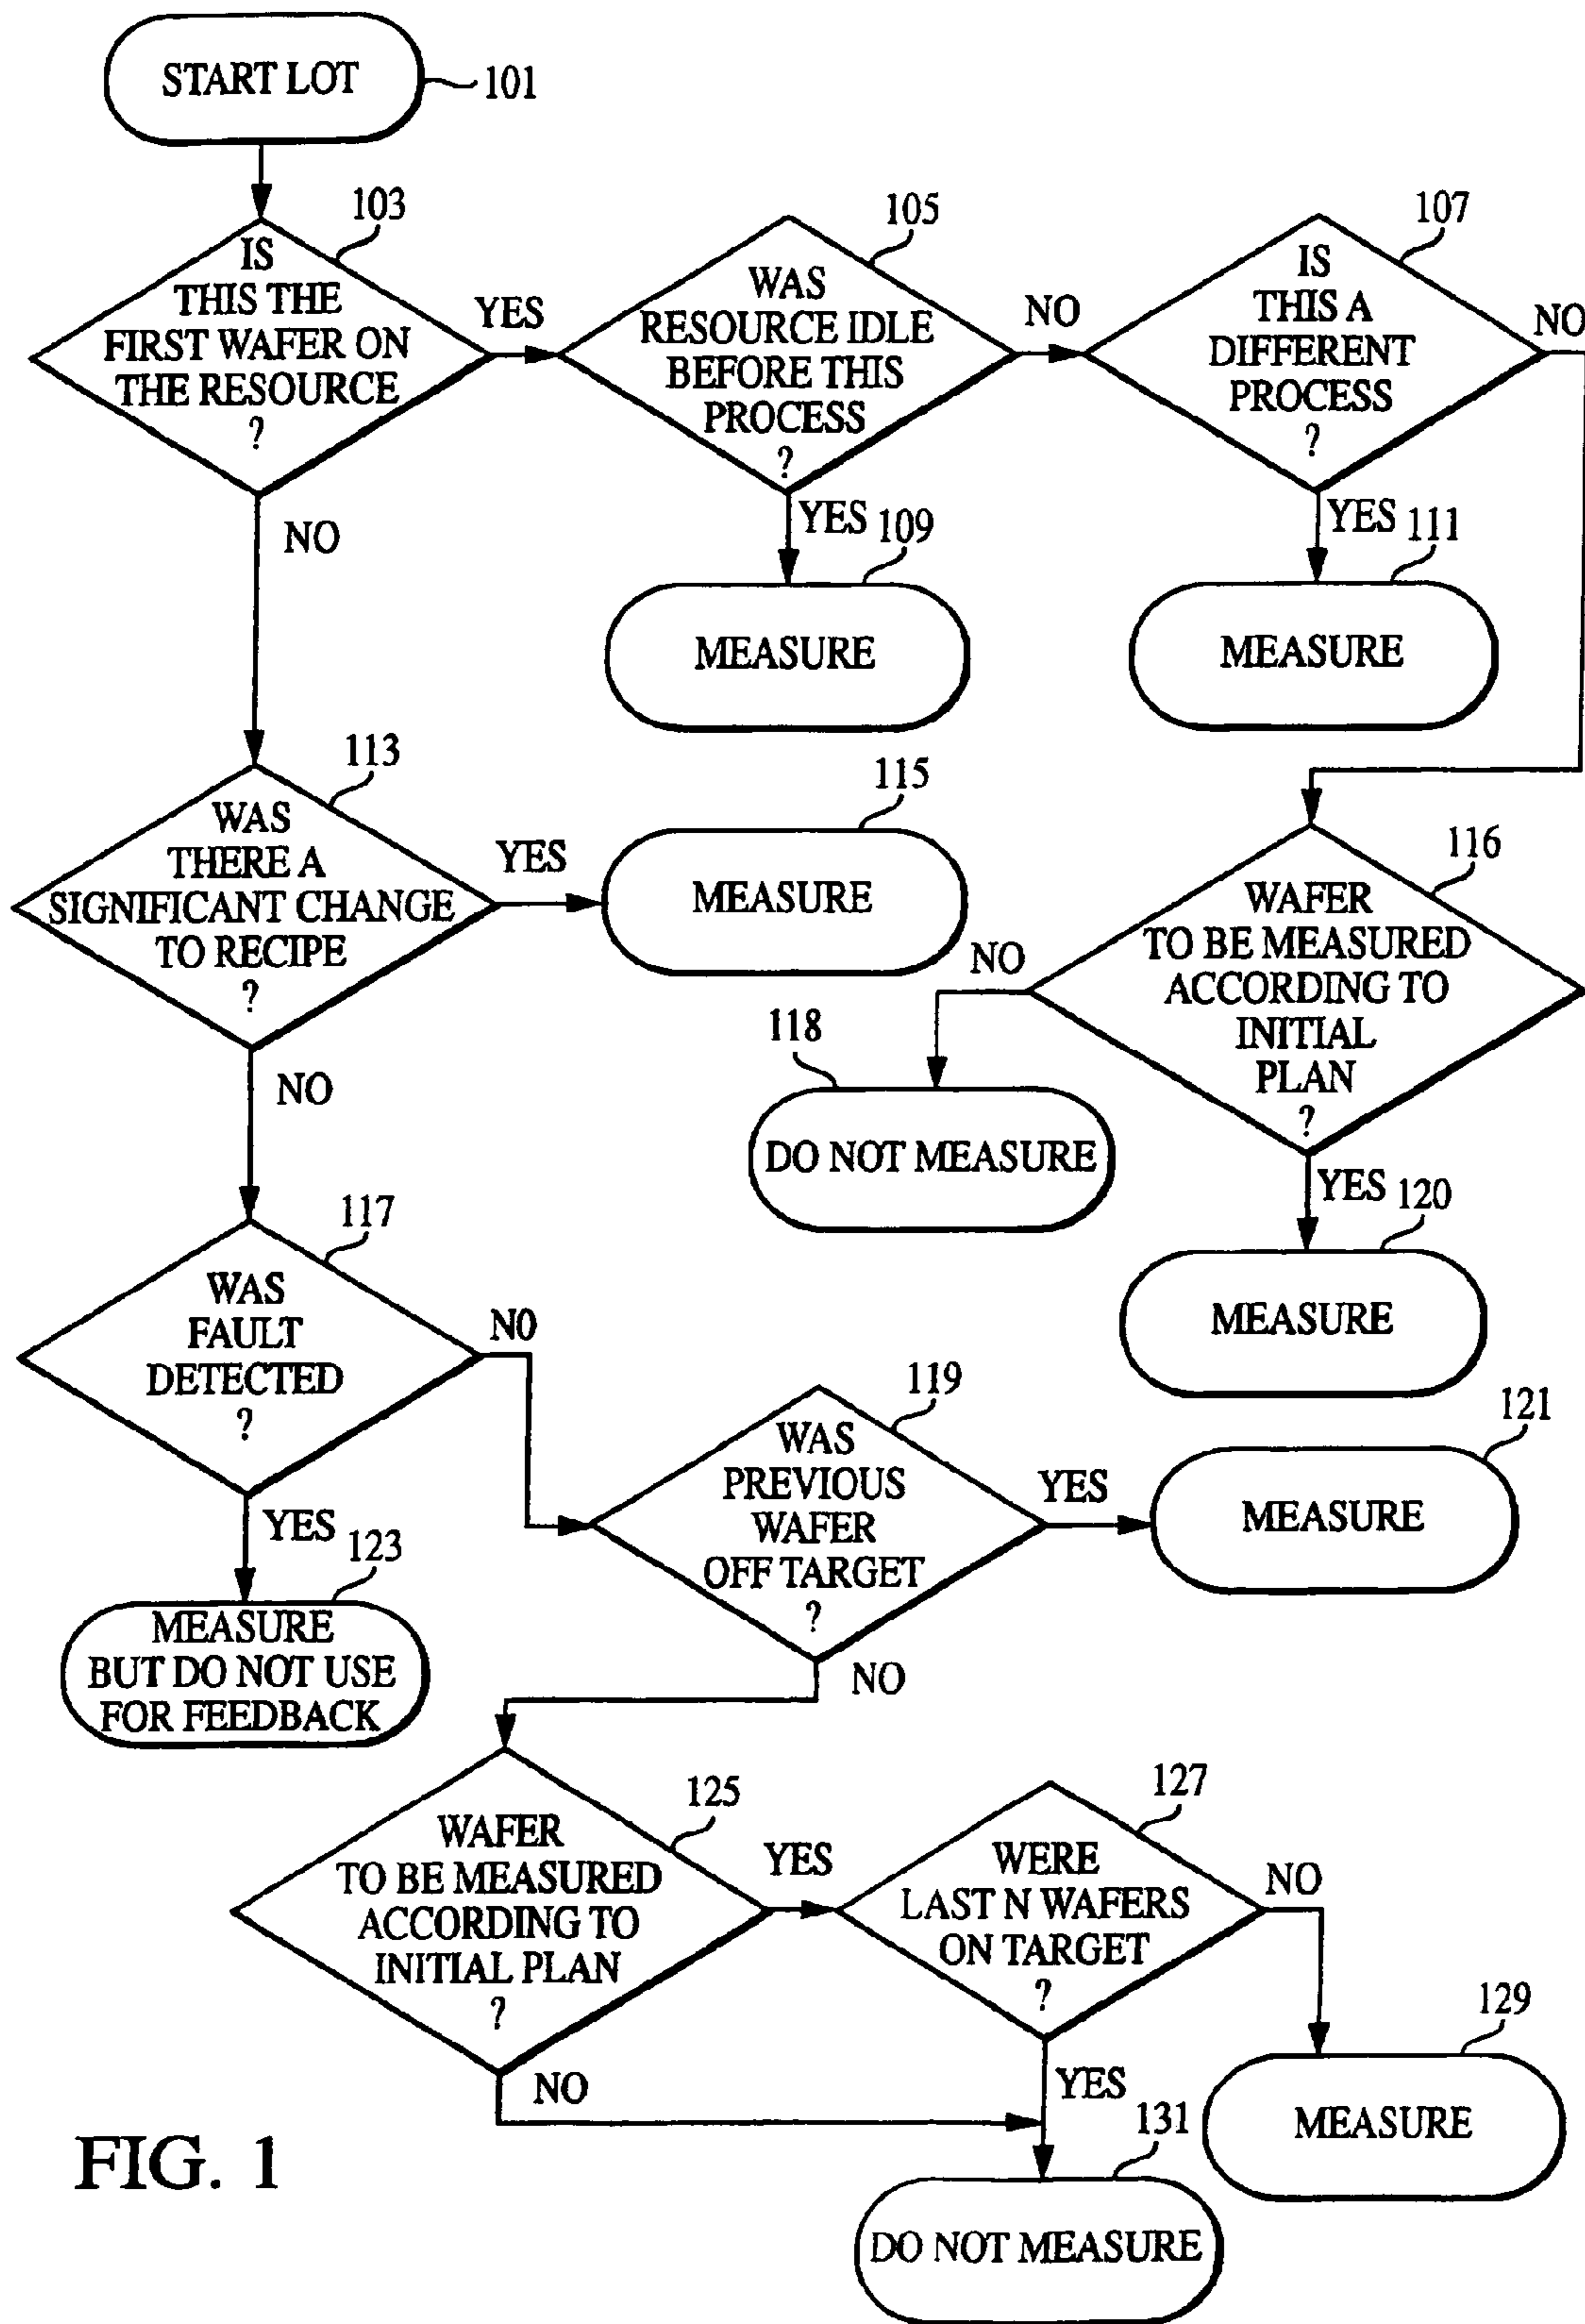 START LOT
101
103
IS
THIS THE
FIRST WAFER ON
THE RESOURCE
?
YES
NO
105
WAS
RESOURCE IDLE
BEFORE THIS
PROCESS
?
NO
YES
107
IS
THIS A
DIFFERENT
PROCESS
?
NO
YES
109
MEASURE
111
MEASURE
113
WAS
THERE A
SIGNIFICANT CHANGE
TO RECIPE
?
YES
NO
115
MEASURE
116
WAFER
TO BE MEASURED
ACCORDING TO
INITIAL
PLAN
?
NO
YES
118
DO NOT MEASURE
120
MEASURE
117
WAS
FAULT
DETECTED
?
NO
YES
119
WAS
PREVIOUS
WAFER
OFF TARGET
?
YES
NO
121
MEASURE
123
MEASURE
BUT DO NOT USE
FOR FEEDBACK
125
WAFER
TO BE MEASURED
ACCORDING TO
INITIAL PLAN
?
YES
NO
127
WERE
LAST N WAFERS
ON TARGET
?
NO
YES
129
MEASURE
131
DO NOT MEASURE
FIG. 1